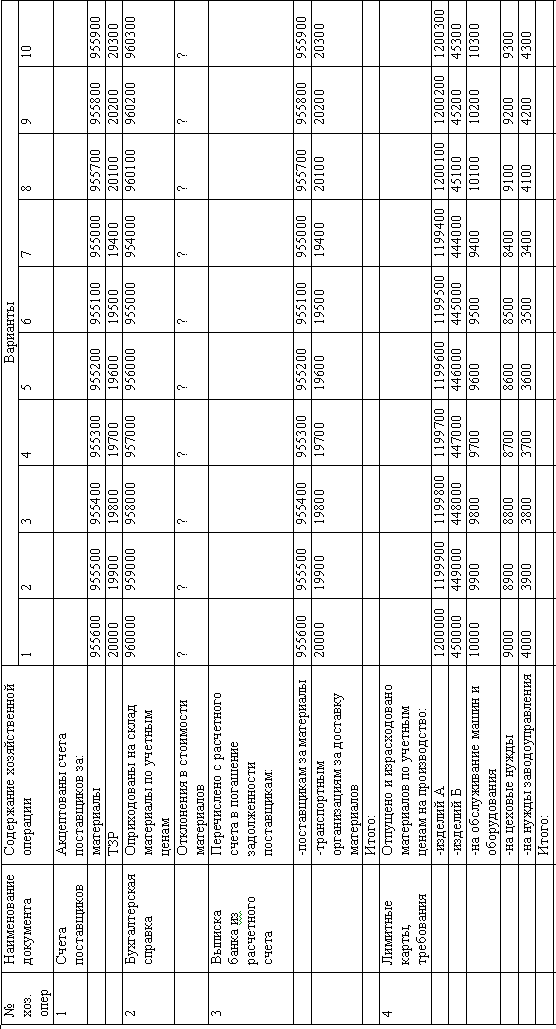 № Наименование Содержание хозяйственной Варианты
хоз. документа операции 1 2 3 4 5 6 7 8 9 10
опер
1 Счета Акцептованы счета
поставщиков поставщиков за:
материалы 955600 955500 955400 955300 955200 955100 955000 955700 955800 955900
ТЗР 20000 19900 19800 19700 196000 19500 19400 20100 20200 20300
2 Бухгалтерская Оприходованы на склад 960000 959000 958000 957000 956000 955000 954000 960100 960200 960300
справка материалы по учетным
ценам
Отклонения в стоимости ? ? ? ? ? ? ? ? ? ?
материалов
3 Выписка Перечислено с расчетного
банка из счета в погашение
расчетного задолженности
счета поставщикам:
-поставщикам за материалы 955600 955500 955400 955300 955200 955100 955000 955700 955800 955900
-транспортным 20000 19900 19800 19700 19600 19500 19400 20100 20200 20300
организациям за доставку
материалов
Итого:
4 Лимитные Отпущено и израсходовано
карты, материалов по учетным
требования ценам на производство:
-изделий А 1200000 1199900 1199800 1199700 1199600 1199500 1199400 1200100 1200200 1200300
-изделий Б 450000 449000 448000 447000 446000 445000 444000 45100 45200 45300
-на обслуживание машин и 10000 9900 9800 9700 9600 9500 9400 10100 10200 10300
оборудования
-на цеховые нужды 9000 8900 8800 8700 8600 8500 8400 9100 9200 9300
-на нужды заводоуправления 4000 3900 3800 3700 3600 3500 3400 4100 4200 4300
Итого: